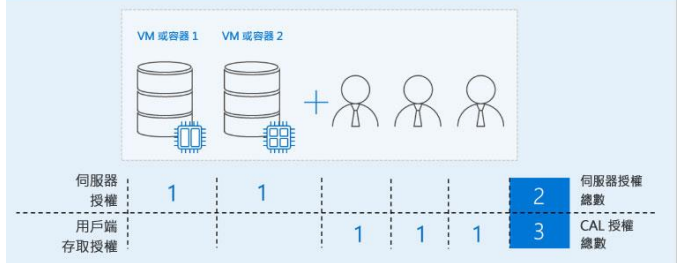 VM 或容器 1
VM 或容器 2
伺服器
授權
1
1
2
伺服器授權
總數
用戶端
存取授權
1
1
1
3
CAL 授權
總數